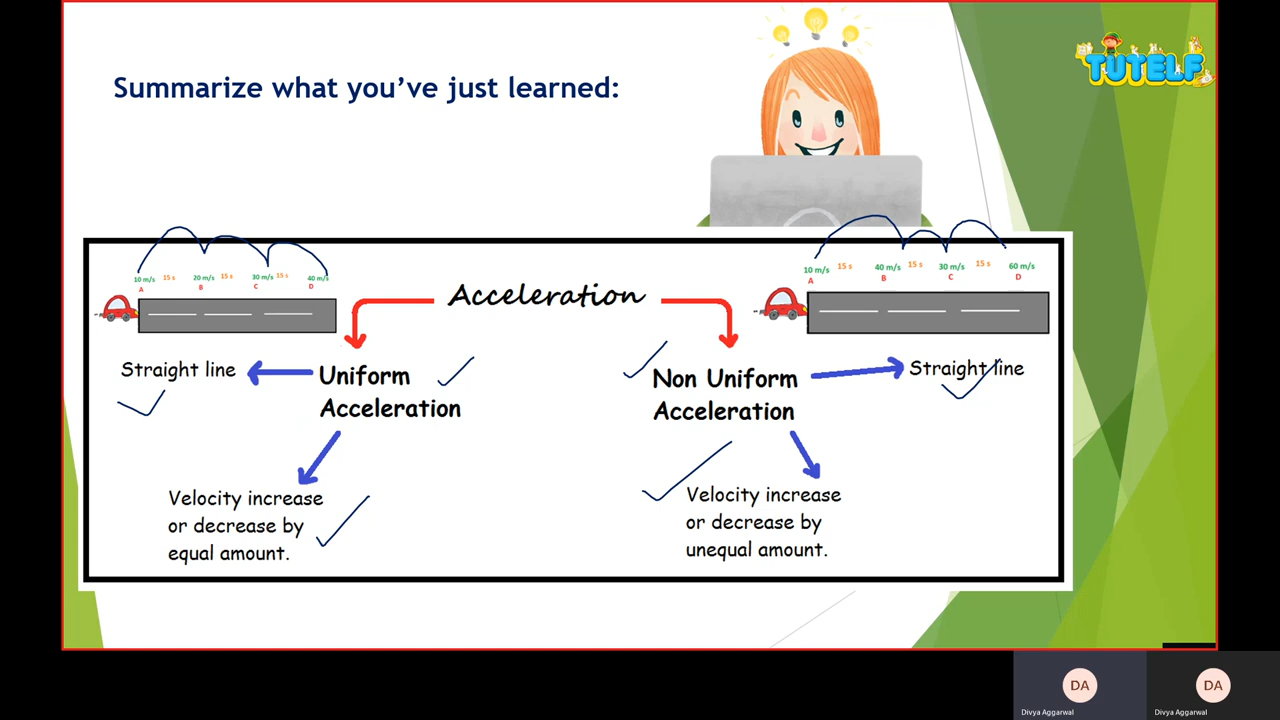 Summarize what you've just learned:
TUTELF
10 m/s 15 s 20 m/s 15 s 30 m/s 15 s 40 m/s
A B C D
10 m/s 15 s 40 m/s 15 s 30 m/s 15 s 60 m/s
A B C D
Acceleration
Straight line
Uniform
Acceleration
Non Uniform
Acceleration
Straight line
Velocity increase
or decrease by
equal amount.
Velocity increase
or decrease by
unequal amount.
DA
Divya Aggarwal
DA
Divya Aggarwal